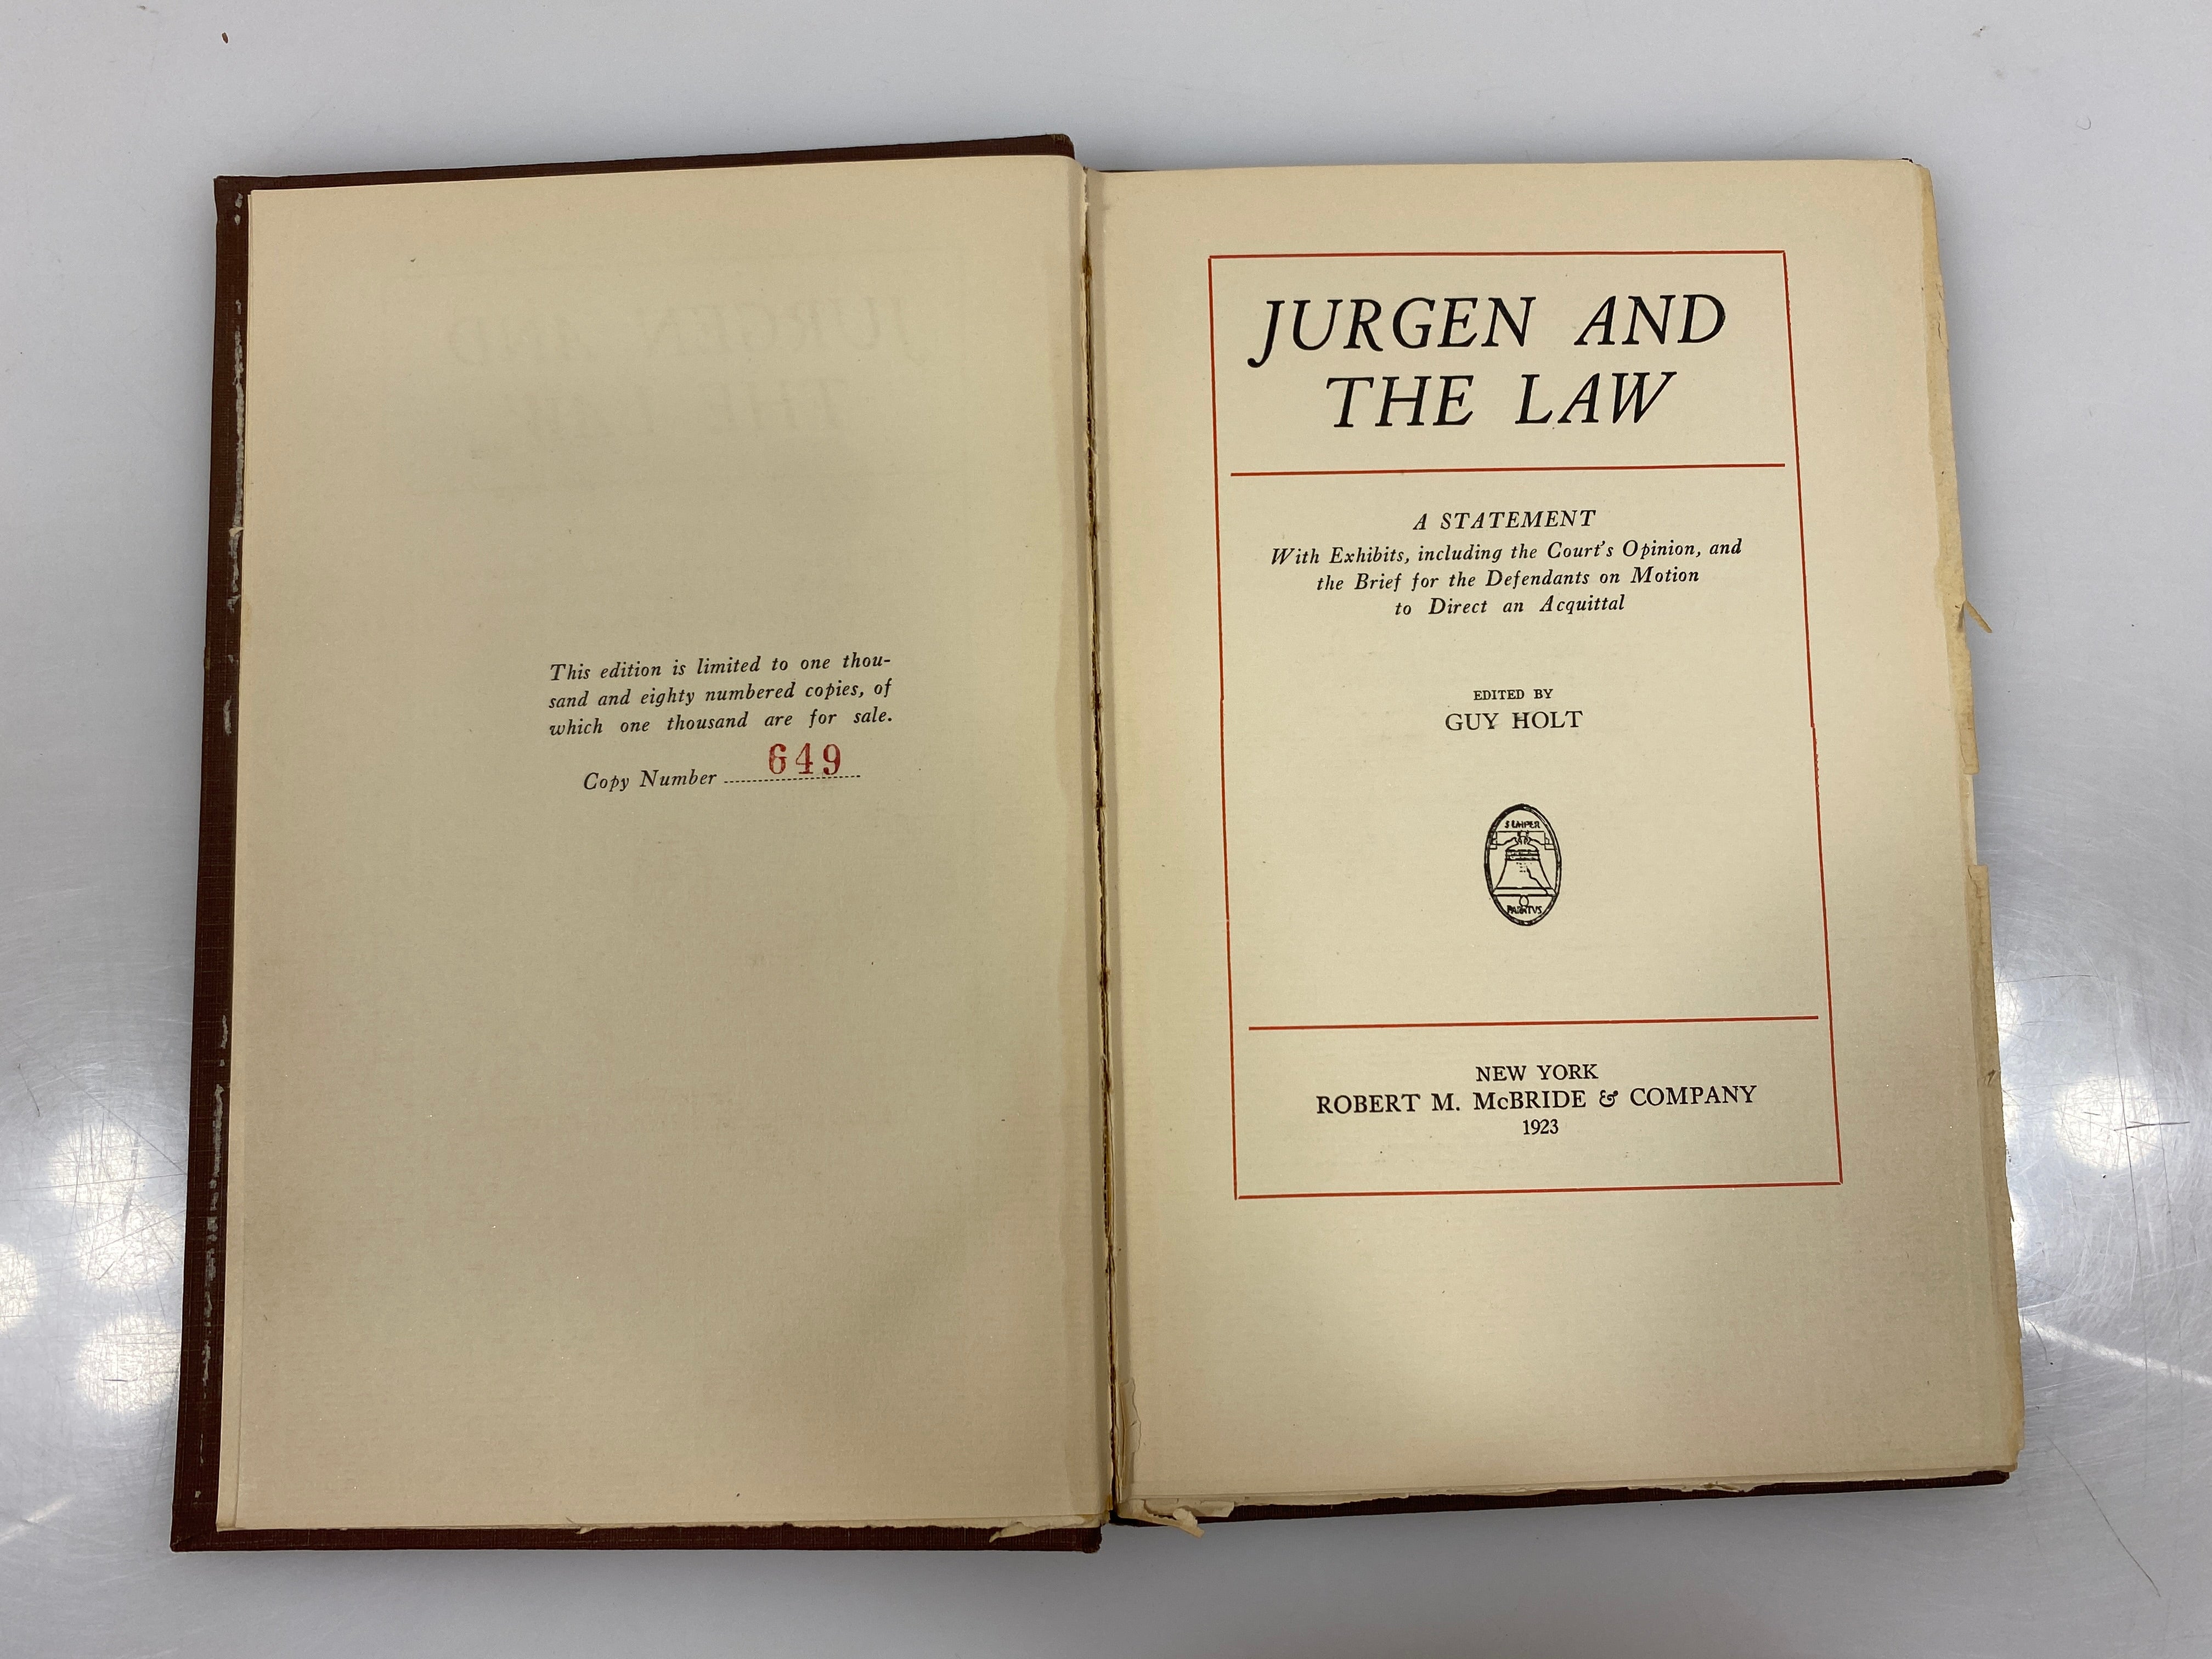 This edition is limited to one thou-
sand and eighty numbered copies, of
which one thousand are for sale.
Copy Number 649
JURGEN AND
THE LAW
A STATEMENT
With Exhibits, including the Court's Opinion, and
the Brief for the Defendants on Motion
to Direct an Acquittal
EDITED BY
GUY HOLT
SEMPER
PARATVS
NEW YORK
ROBERT M. McBRIDE & COMPANY
1923